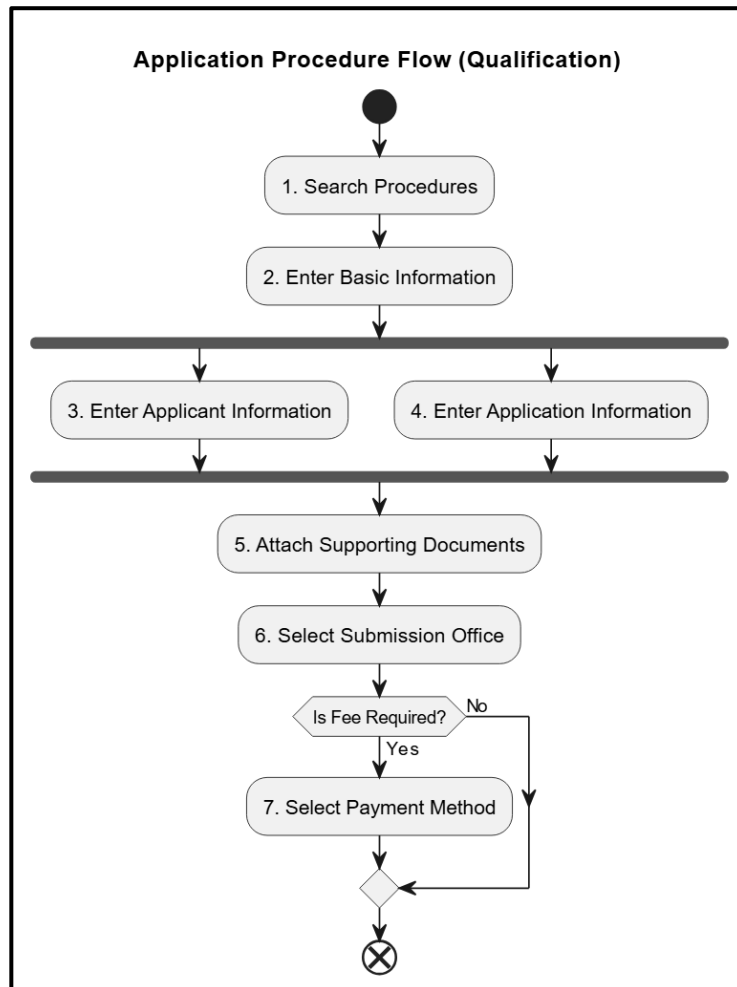 Application Procedure Flow (Qualification)
1. Search Procedures
2. Enter Basic Information
3. Enter Applicant Information
4. Enter Application Information
5. Attach Supporting Documents
6. Select Submission Office
Is Fee Required?
No
Yes
7. Select Payment Method